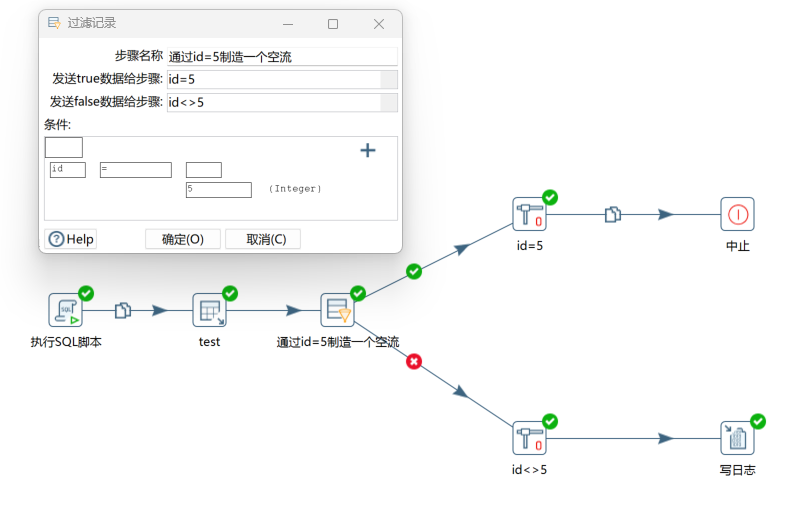 过滤记录
步骤名称 通过id=5制造一个空流
发送true数据给步骤: id=5
发送false数据给步骤: id<>5
条件:
id = 
5 (Integer)
Help 确定(O) 取消(C)
id=5
中止
SQL
执行SQL脚本
test
通过id=5制造一个空流
0
0
id<>5
写日志